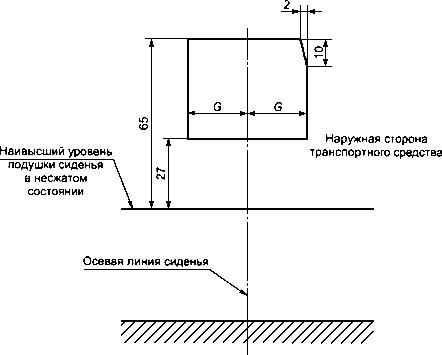 2
10
G
G
65
27
Наружная сторона
транспортного средства
Наивысший уровень
подушки сиденья
в несжатом
состоянии
Осевая линия сиденья